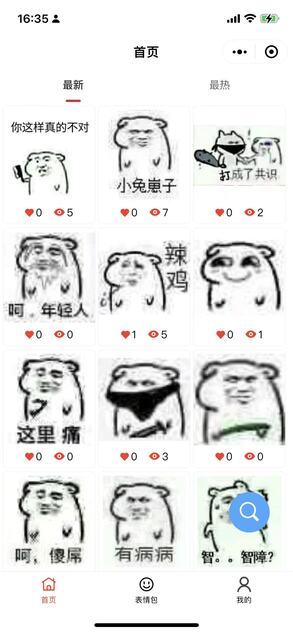 16:35
首页
最新 最热
你这样真的不对
小兔崽子
打成了共识
0 5
0 7
0 2
呵，年轻人
辣鸡
0 0
1 5
0 1
这里 痛
0 0
0 3
0 0
呵，傻屌
有病病
智。。智障?
首页 表情包 我的